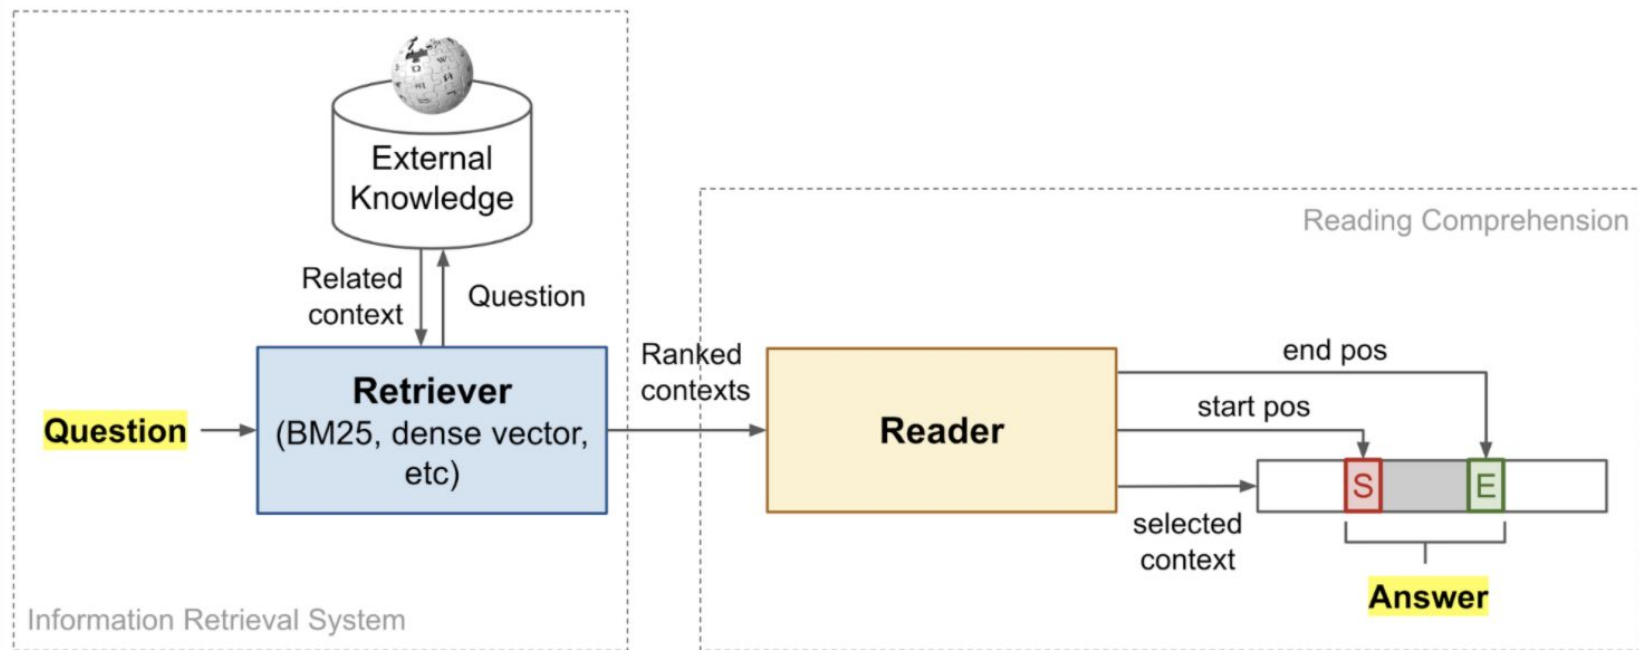 External
Knowledge
Related
context
Question
Question
Retriever
(BM25, dense vector,
etc)
Information Retrieval System
Ranked
contexts
Reading Comprehension
Reader
end pos
start pos
selected
context
S
E
Answer